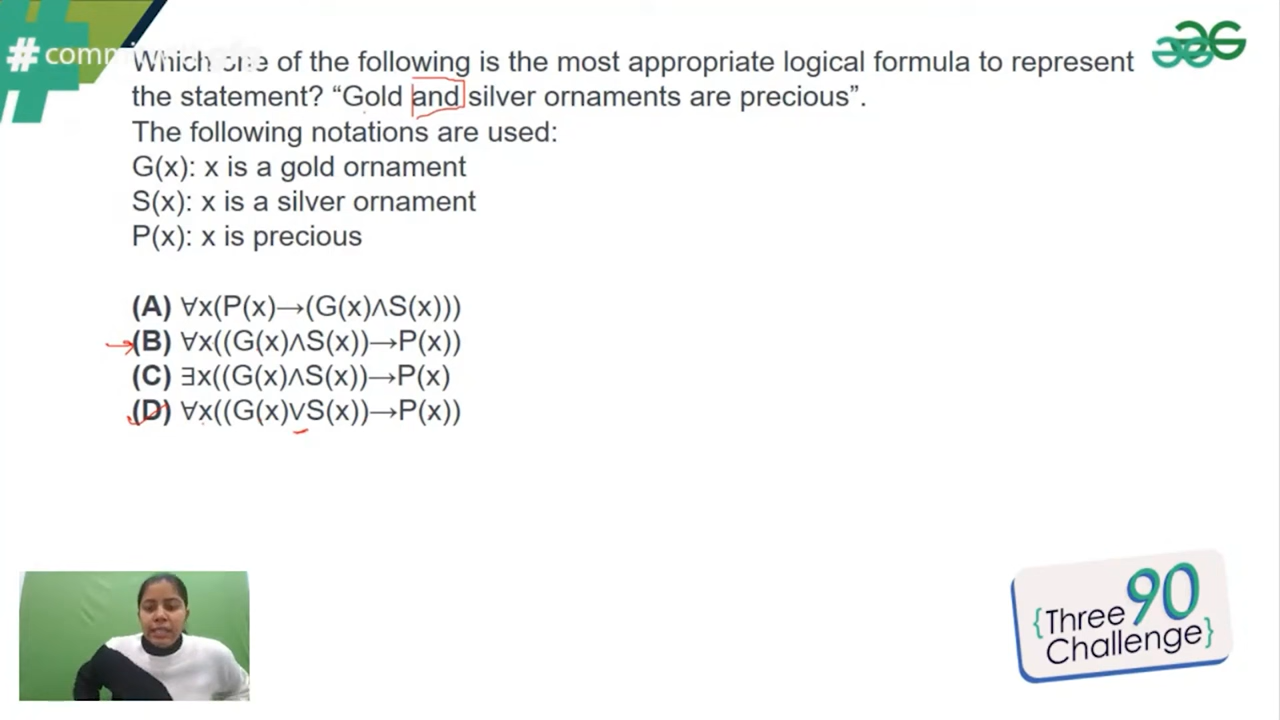 Which one of the following is the most appropriate logical formula to represent
the statement? “Gold and silver ornaments are precious”.
The following notations are used:
G(x): x is a gold ornament
S(x): x is a silver ornament
P(x): x is precious
(A) ∀x(P(x)→(G(x)∧S(x)))
(B) ∀x((G(x)∧S(x))→P(x))
(C) ∃x((G(x)∧S(x))→P(x)
(D) ∀x((G(x)∨S(x))→P(x))
{Three 90
Challenge}